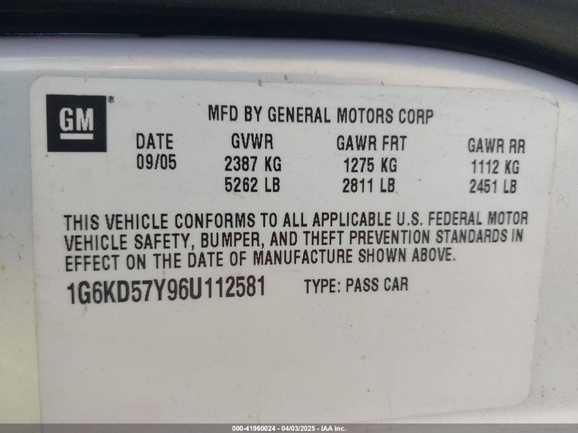 GM®
MFD BY GENERAL MOTORS CORP
DATE GVWR GAWR FRT GAWR RR
09/05 2387 KG 1275 KG 1112 KG
5262 LB 2811 LB 2451 LB
THIS VEHICLE CONFORMS TO ALL APPLICABLE U.S. FEDERAL MOTOR
VEHICLE SAFETY, BUMPER, AND THEFT PREVENTION STANDARDS IN
EFFECT ON THE DATE OF MANUFACTURE SHOWN ABOVE.
1G6KD57Y96U112581 TYPE: PASS CAR
000-41960024 - 04/03/2025 - IAA Inc.